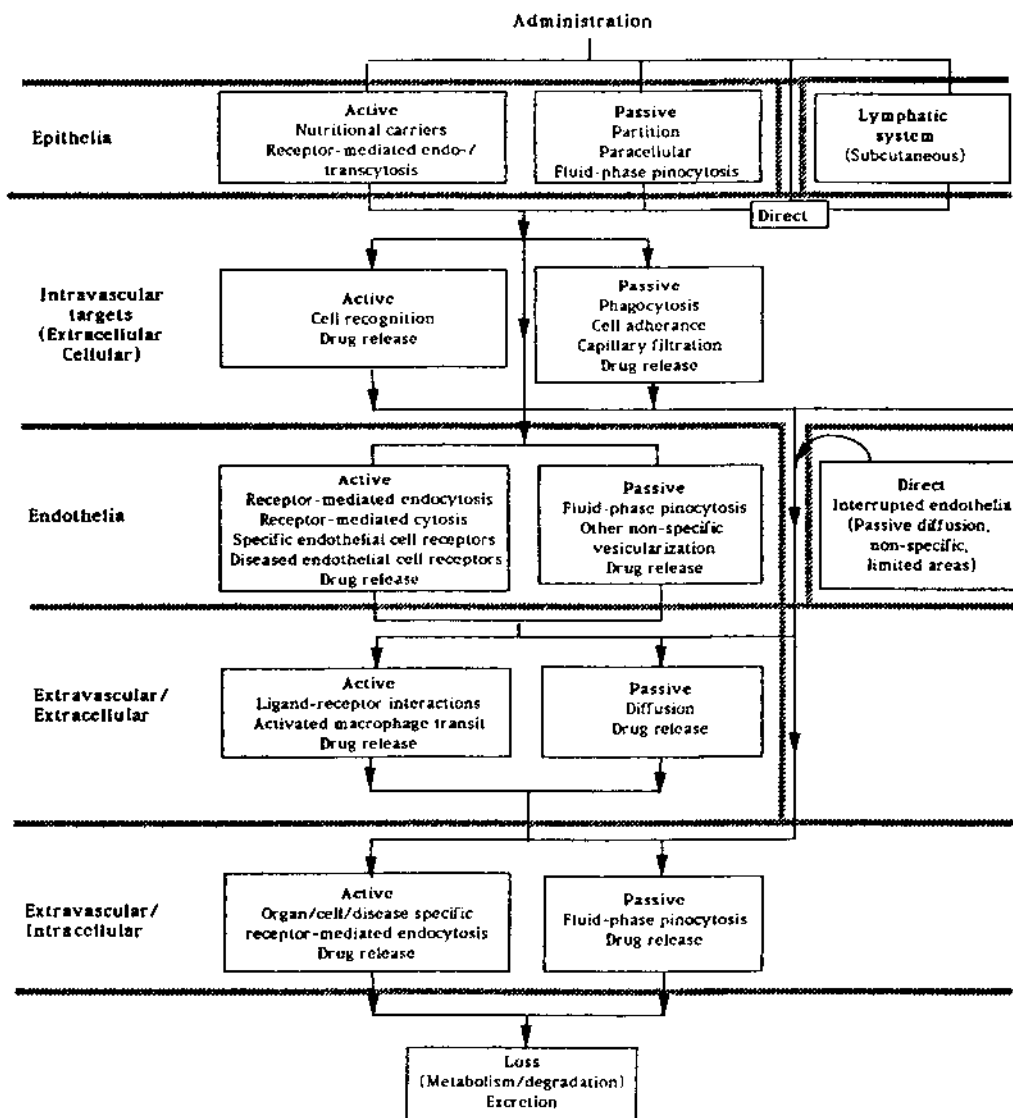 Administration
Epithelia
Active
Nutritional carriers
Receptor-mediated endo-/
transcytosis
Passive
Partition
Paracellular
Fluid-phase pinocytosis
Lymphatic
system
(Subcutaneous)
Direct
Intravascular
targets
(Extracellular
Cellular)
Active
Cell recognition
Drug release
Passive
Phagocytosis
Cell adherance
Capillary filtration
Drug release
Endothelia
Active
Receptor-mediated endocytosis
Receptor-mediated cytosis
Specific endothelial cell receptors
Diseased endothelial cell receptors
Drug release
Passive
Fluid-phase pinocytosis
Other non-specific
vesicularization
Drug release
Direct
Interrupted endothelia
(Passive diffusion,
non-specific,
limited areas)
Extravascular/
Extracellular
Active
Ligand-receptor interactions
Activated macrophage transit
Drug release
Passive
Diffusion
Drug release
Extravascular/
Intracellular
Active
Organ/cell/disease specific
receptor-mediated endocytosis
Drug release
Passive
Fluid-phase pinocytosis
Drug release
Loss
(Metabolism/degradation)
Excretion